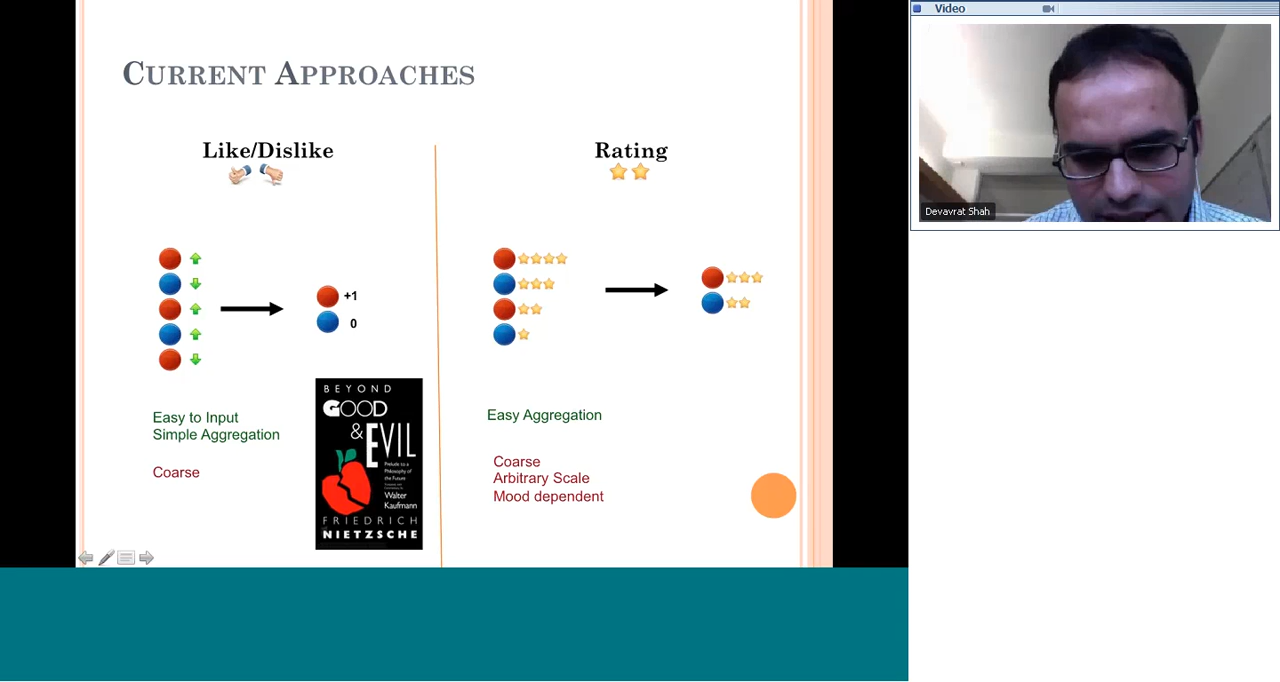 Video
Devavrat Shah
CURRENT APPROACHES
Like/Dislike
+1
0
Easy to Input
Simple Aggregation
Coarse
BEYOND
GOOD
& EVIL
Prelude to a
Philosophy of
the Future
Walter
Kaufmann
FRIEDRICH
NIETZSCHE
Rating
Easy Aggregation
Coarse
Arbitrary Scale
Mood dependent